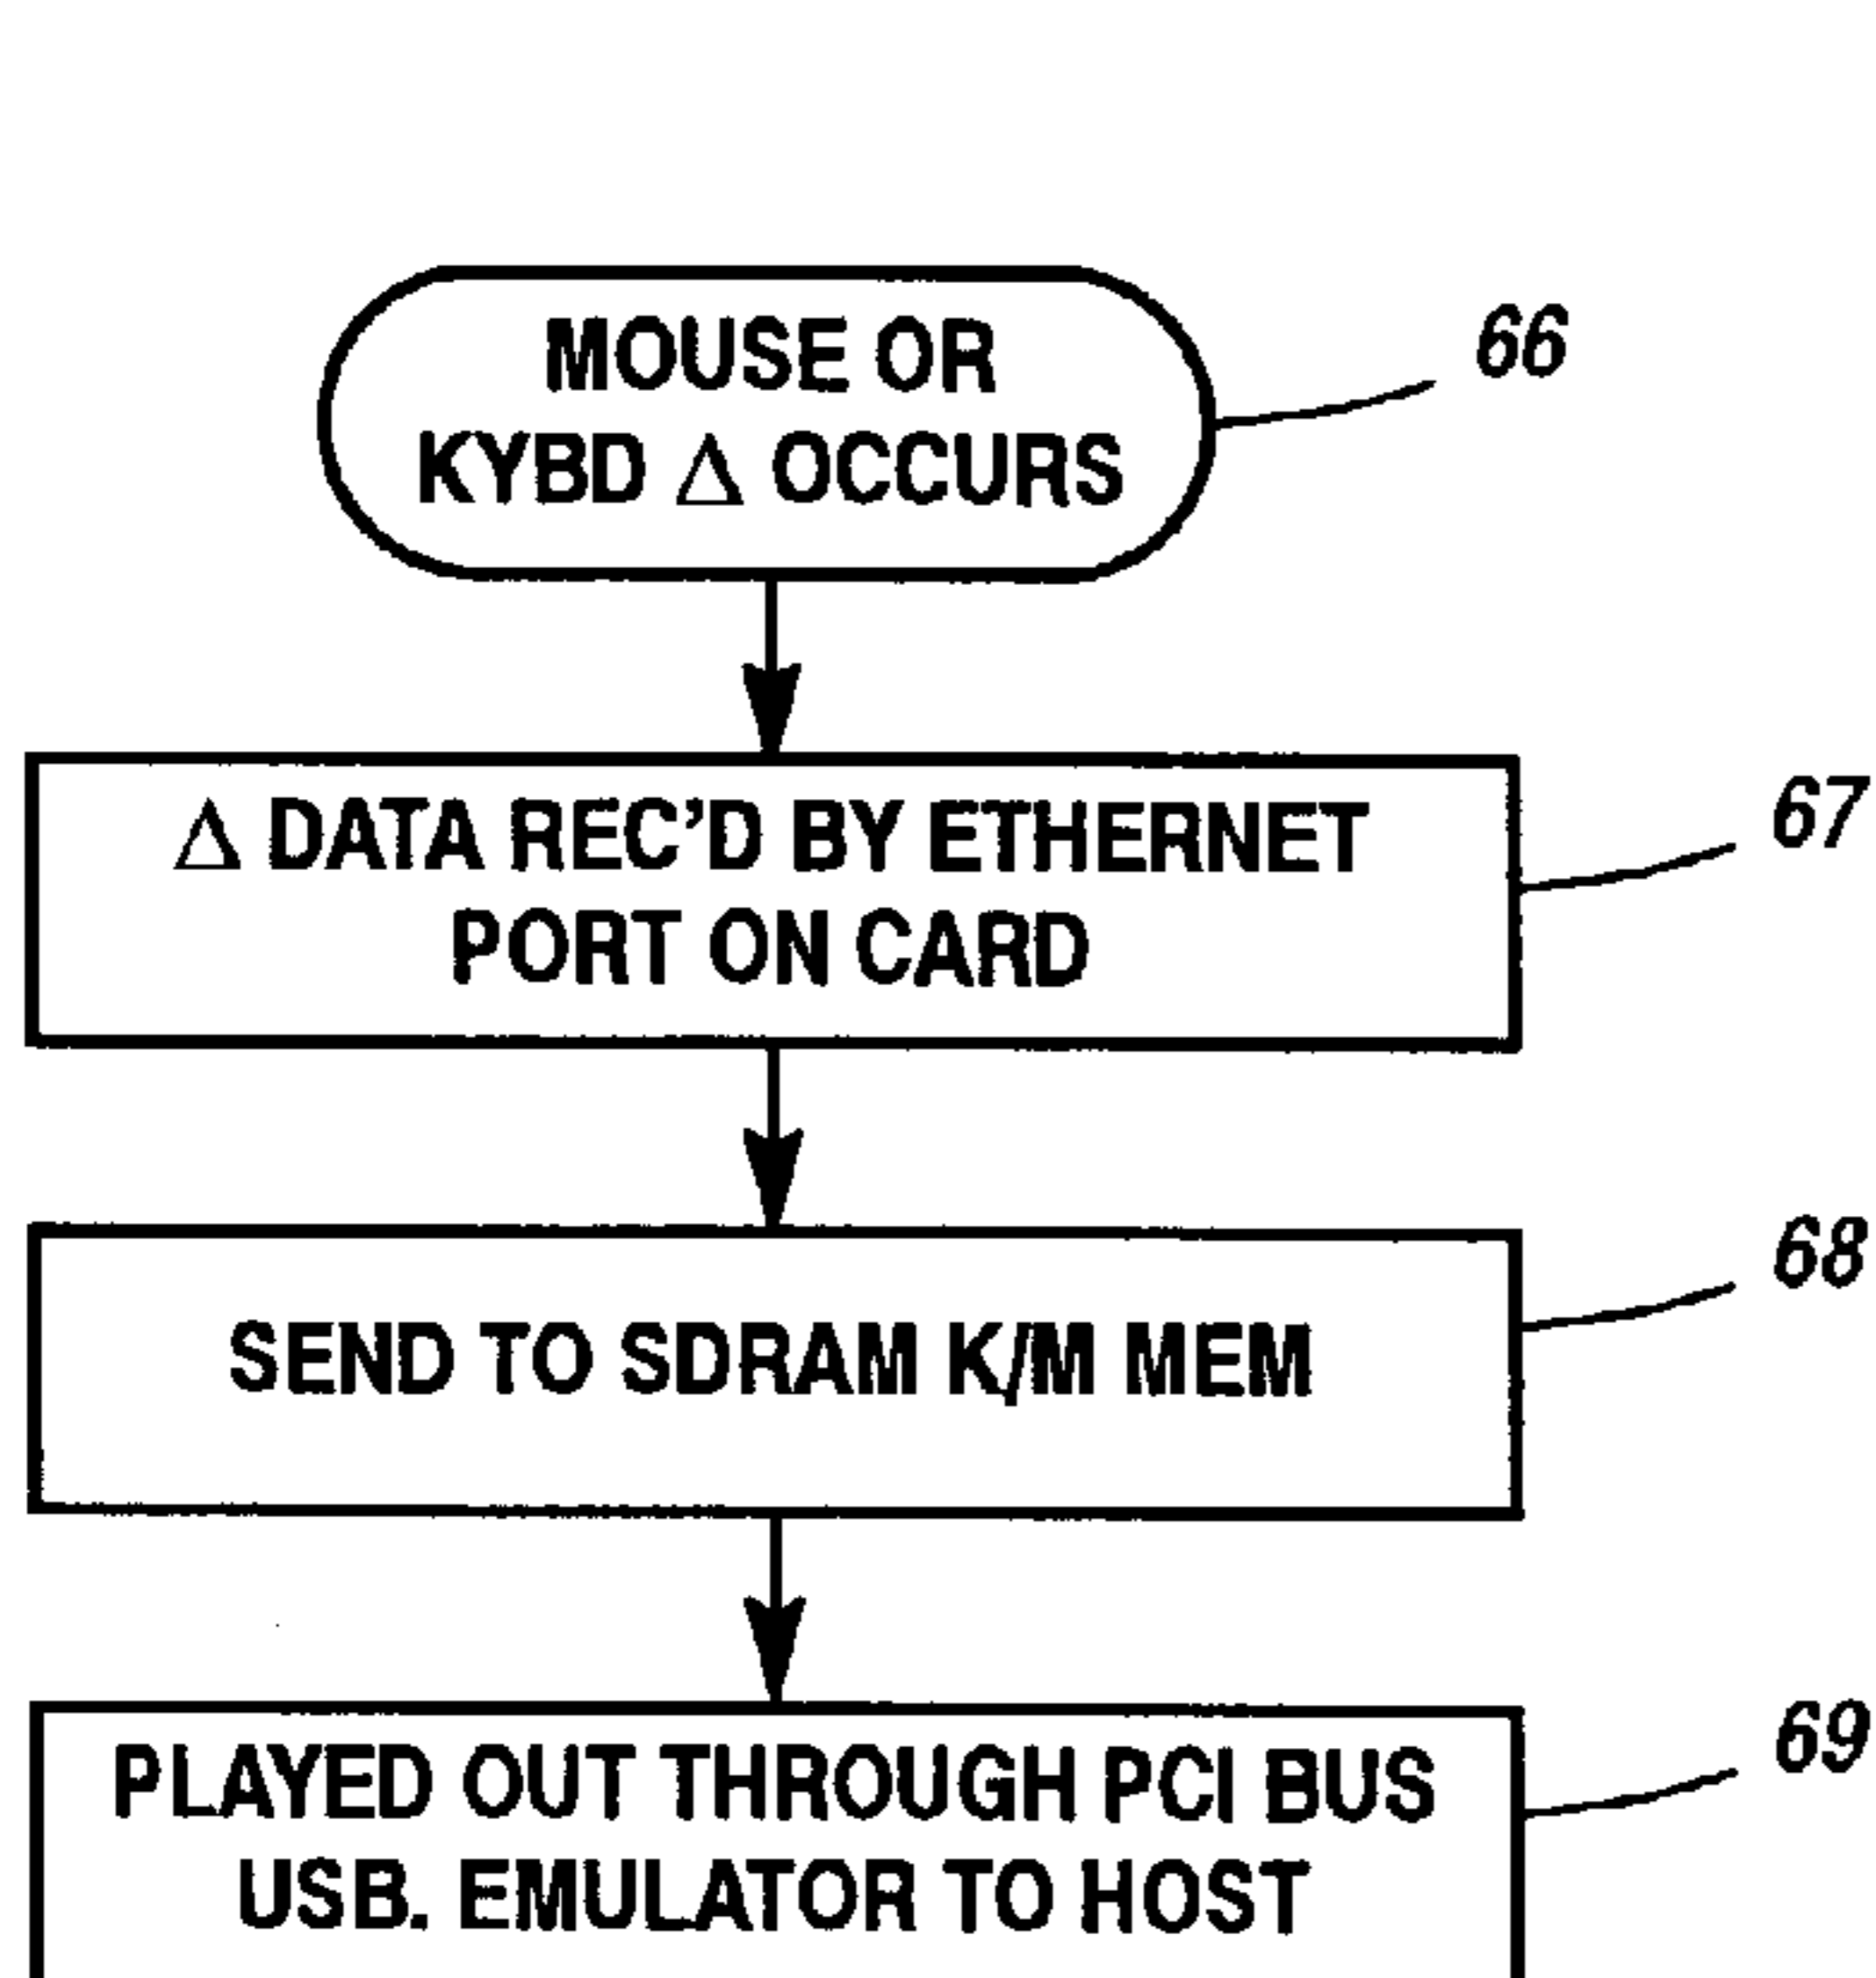 MOUSE OR
KYBD Δ OCCURS
66
Δ DATA REC'D BY ETHERNET
PORT ON CARD
67
SEND TO SDRAM K/M MEM
68
PLAYED OUT THROUGH PCI BUS
USB. EMULATOR TO HOST
69